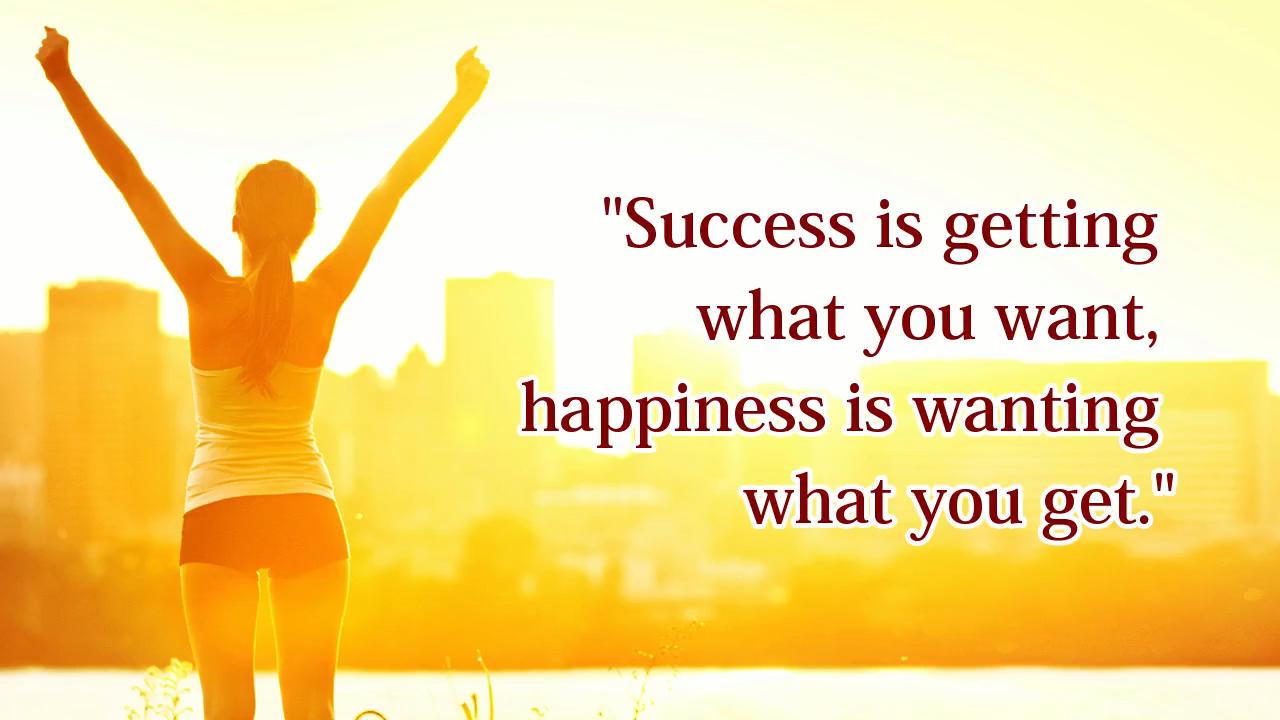 "Success is getting
what you want,
happiness is wanting
what you get."